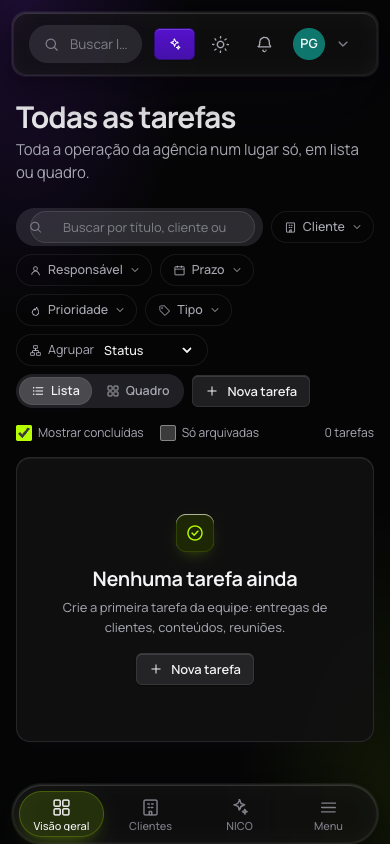 Buscar l...
PG
Todas as tarefas
Toda a operação da agência num lugar só, em lista
ou quadro.
Buscar por título, cliente ou
Cliente
Responsável
Prazo
Prioridade
Tipo
Agrupar Status
Lista
Quadro
Nova tarefa
Mostrar concluídas
Só arquivadas
0 tarefas
Nenhuma tarefa ainda
Crie a primeira tarefa da equipe: entregas de
clientes, conteúdos, reuniões.
Nova tarefa
Visão geral
Clientes
NICO
Menu